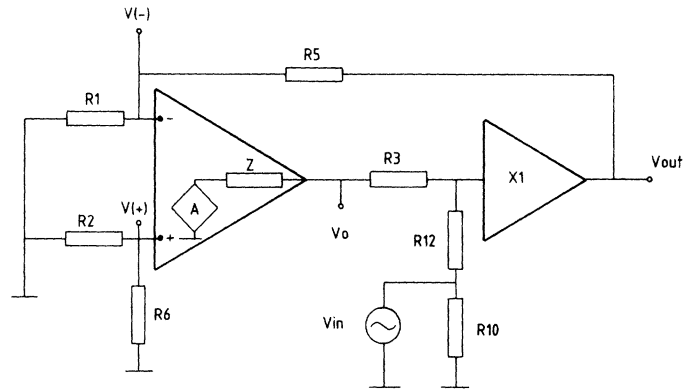 V(-)
R5
R1
-
Z
R3
X1
Vout
A
R2
V(+)
+
Vo
R12
R6
Vin
R10